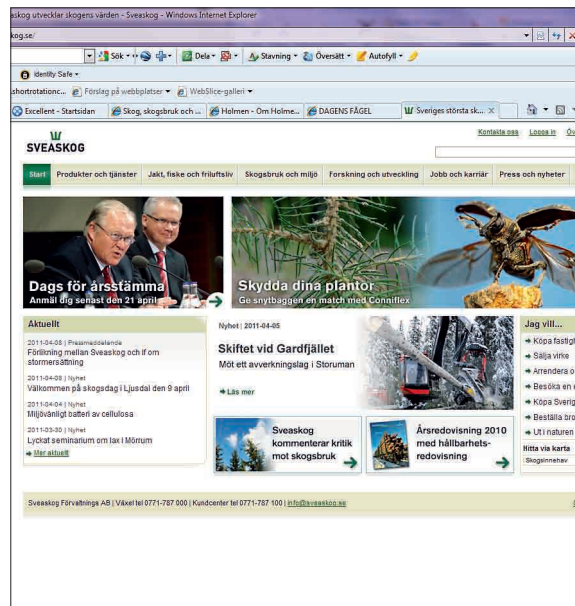 skog utvecklar skogens värden - Sveaskog - Windows Internet Explorer
kog.se/
Sök
Dela
Stavning
Översätt
Autofyll
Identity Safe
Förslag på webbplatser
WebSlice-galleri
Excellent - Startsidan
Skog, skogsbruk och ...
Holmen - Om Holme...
DAGENS FÅGEL
Sveriges största sk...
Kontakta oss Logga in
SVEASKOG
Start Produkter och tjänster Jakt, fiske och friluftsliv Skogsbruk och miljö Forskning och utveckling Jobb och karriär Press och nyheter
Dags för årsstämma
Anmäl dig senast den 21 april
Skydda dina plantor
Ge snytbaggen en match med Conniflex
Aktuellt
2011-04-08 | Pressmeddelande
Förlikning mellan Sveaskog och If om
stormersättning
2011-04-08 | Nyhet
Välkommen på skogsdag i Ljusdal den 9 april
2011-04-04 | Nyhet
Miljövänligt batteri av cellulosa
2011-03-30 | Nyhet
Lyckat seminarium om lax i Mörrum
Mer aktuellt
Nyhet | 2011-04-05
Skiftet vid Gardfjället
Möt ett avverkningslag i Storuman
Läs mer
Sveaskog
kommenterar kritik
mot skogsbruk
Årsredovisning 2010
med hållbarhets-
redovisning
Jag vill...
Köpa fastigh
Sälja virke
Arrendera o
Besöka en
Köpa Sverig
Beställa bro
Ut i naturen
Hitta via karta
Skogsinnehav
Sveaskog Förvaltnings AB | Växel tel 0771-787 000 | Kundcenter tel 0771-787 100 | info@sveaskog.se